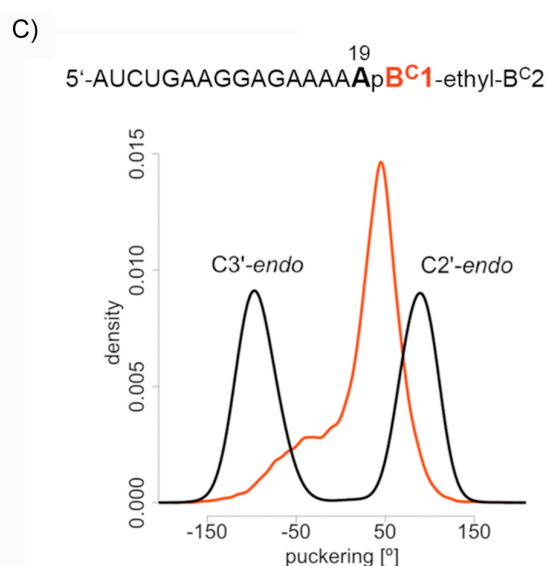 C)
19
5‘-AUCUGAAGGAGAAAAApBᶜ1-ethyl-Bᶜ2
0.015
0.010
0.005
0.000
density
C3'-endo
C2'-endo
-150
-50
50
150
puckering [º]